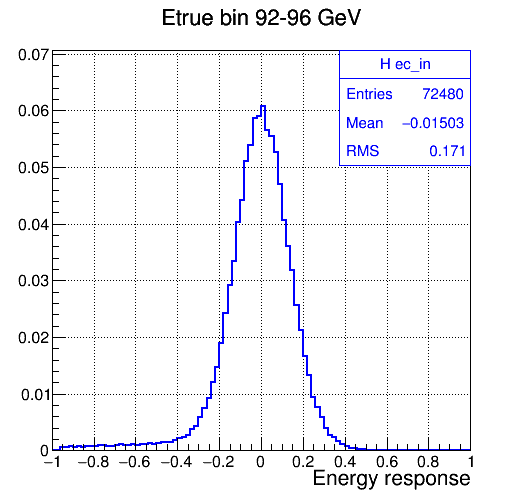 Etrue bin 92-96 GeV
H ec_in
Entries 72480
Mean −0.01503
RMS 0.171
0.07
0.06
0.05
0.04
0.03
0.02
0.01
0
−1 −0.8 −0.6 −0.4 −0.2 0 0.2 0.4 0.6 0.8 1
Energy response